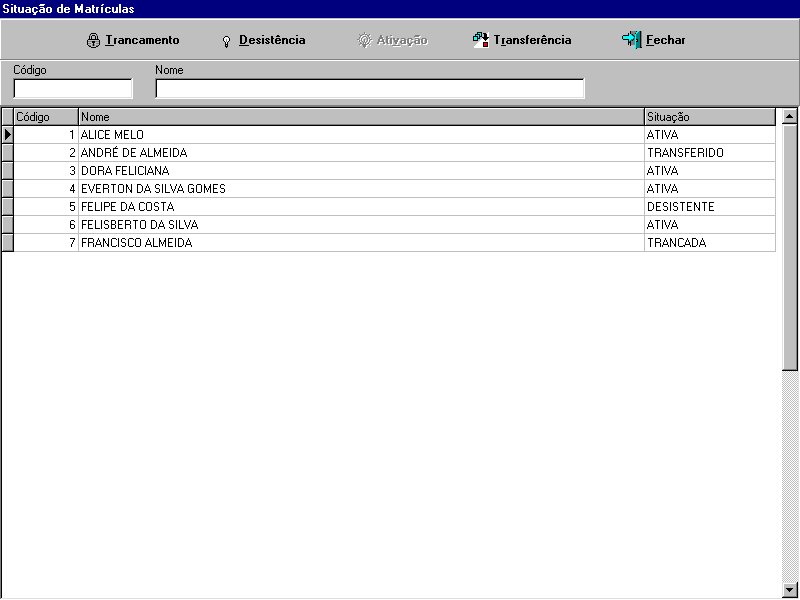 Situação de Matrículas
Trancamento Desistência Ativação Transferência Fechar
Código Nome
Código Nome Situação
1 ALICE MELO ATIVA
2 ANDRÉ DE ALMEIDA TRANSFERIDO
3 DORA FELICIANA ATIVA
4 EVERTON DA SILVA GOMES ATIVA
5 FELIPE DA COSTA DESISTENTE
6 FELISBERTO DA SILVA ATIVA
7 FRANCISCO ALMEIDA TRANCADA